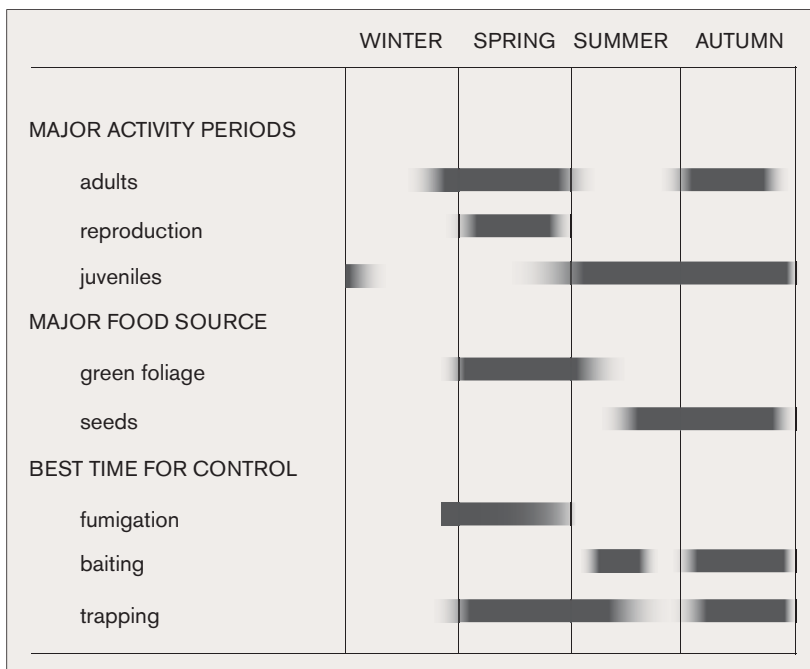 WINTER SPRING SUMMER AUTUMN
MAJOR ACTIVITY PERIODS
adults
reproduction
juveniles
MAJOR FOOD SOURCE
green foliage
seeds
BEST TIME FOR CONTROL
fumigation
baiting
trapping